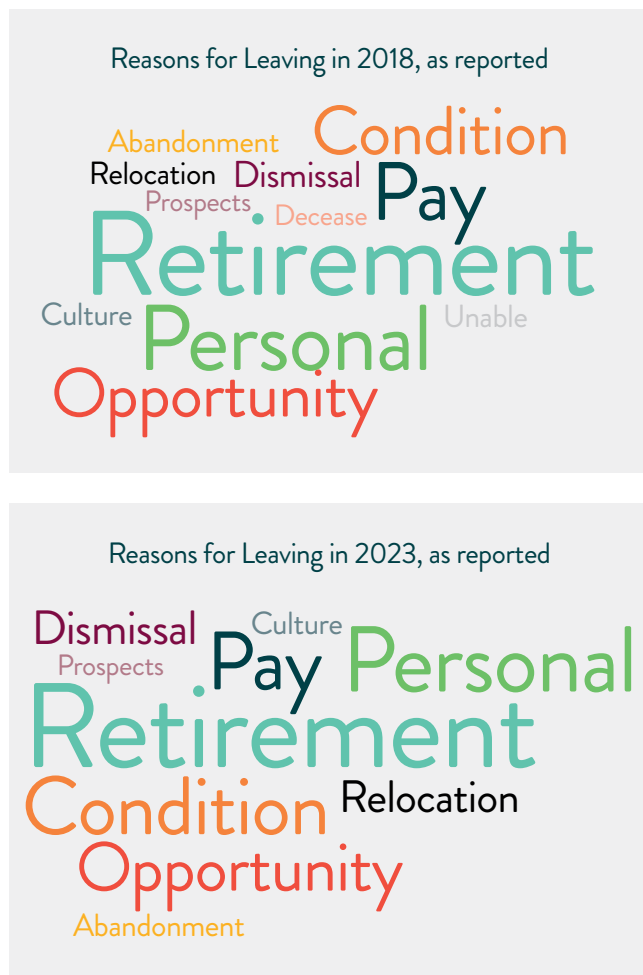 Reasons for Leaving in 2018, as reported
Abandonment Condition
Relocation Dismissal Pay
Prospects Decease
Retirement
Culture Personal Unable
Opportunity
Reasons for Leaving in 2023, as reported
Dismissal Culture
Prospects Pay Personal
Retirement
Condition Relocation
Opportunity
Abandonment